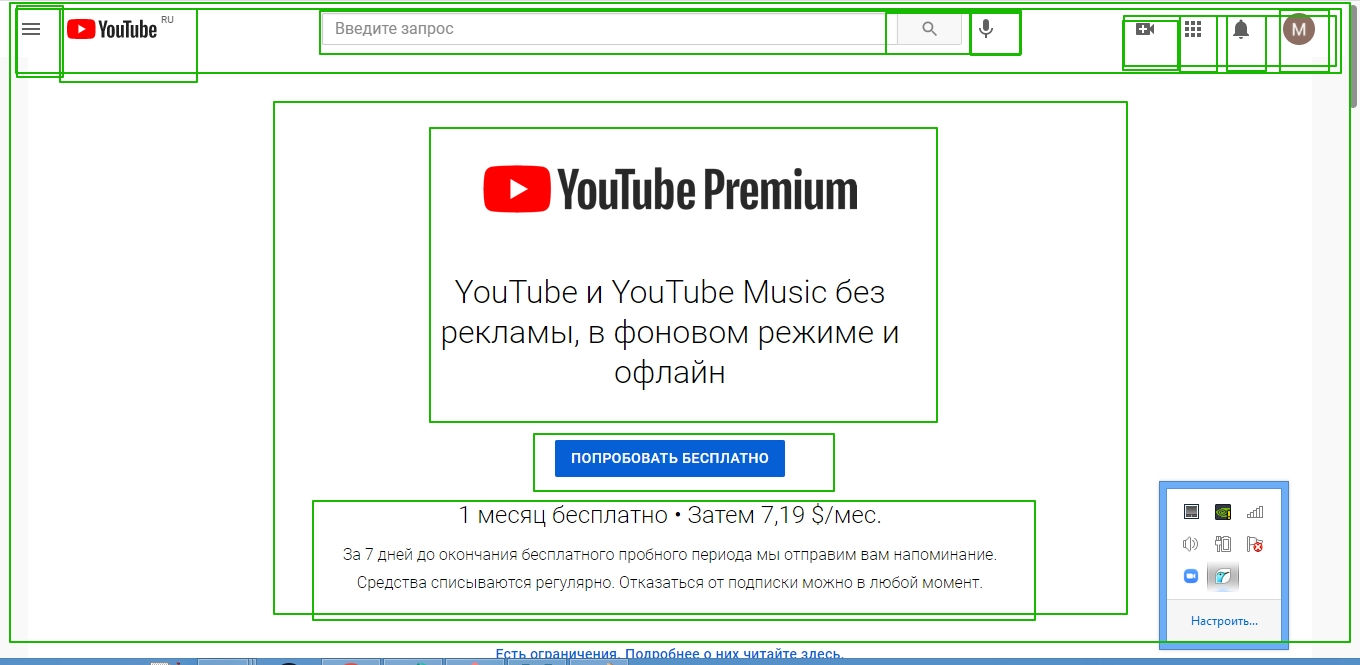 YouTube RU
Введите запрос
M
YouTube Premium
YouTube и YouTube Music без
рекламы, в фоновом режиме и
офлайн
ПОПРОБОВАТЬ БЕСПЛАТНО
1 месяц бесплатно • Затем 7,19 $/мес.
За 7 дней до окончания бесплатного пробного периода мы отправим вам напоминание.
Средства списываются регулярно. Отказаться от подписки можно в любой момент.
Настроить...
Есть ограничения. Подробнее о них читайте здесь.